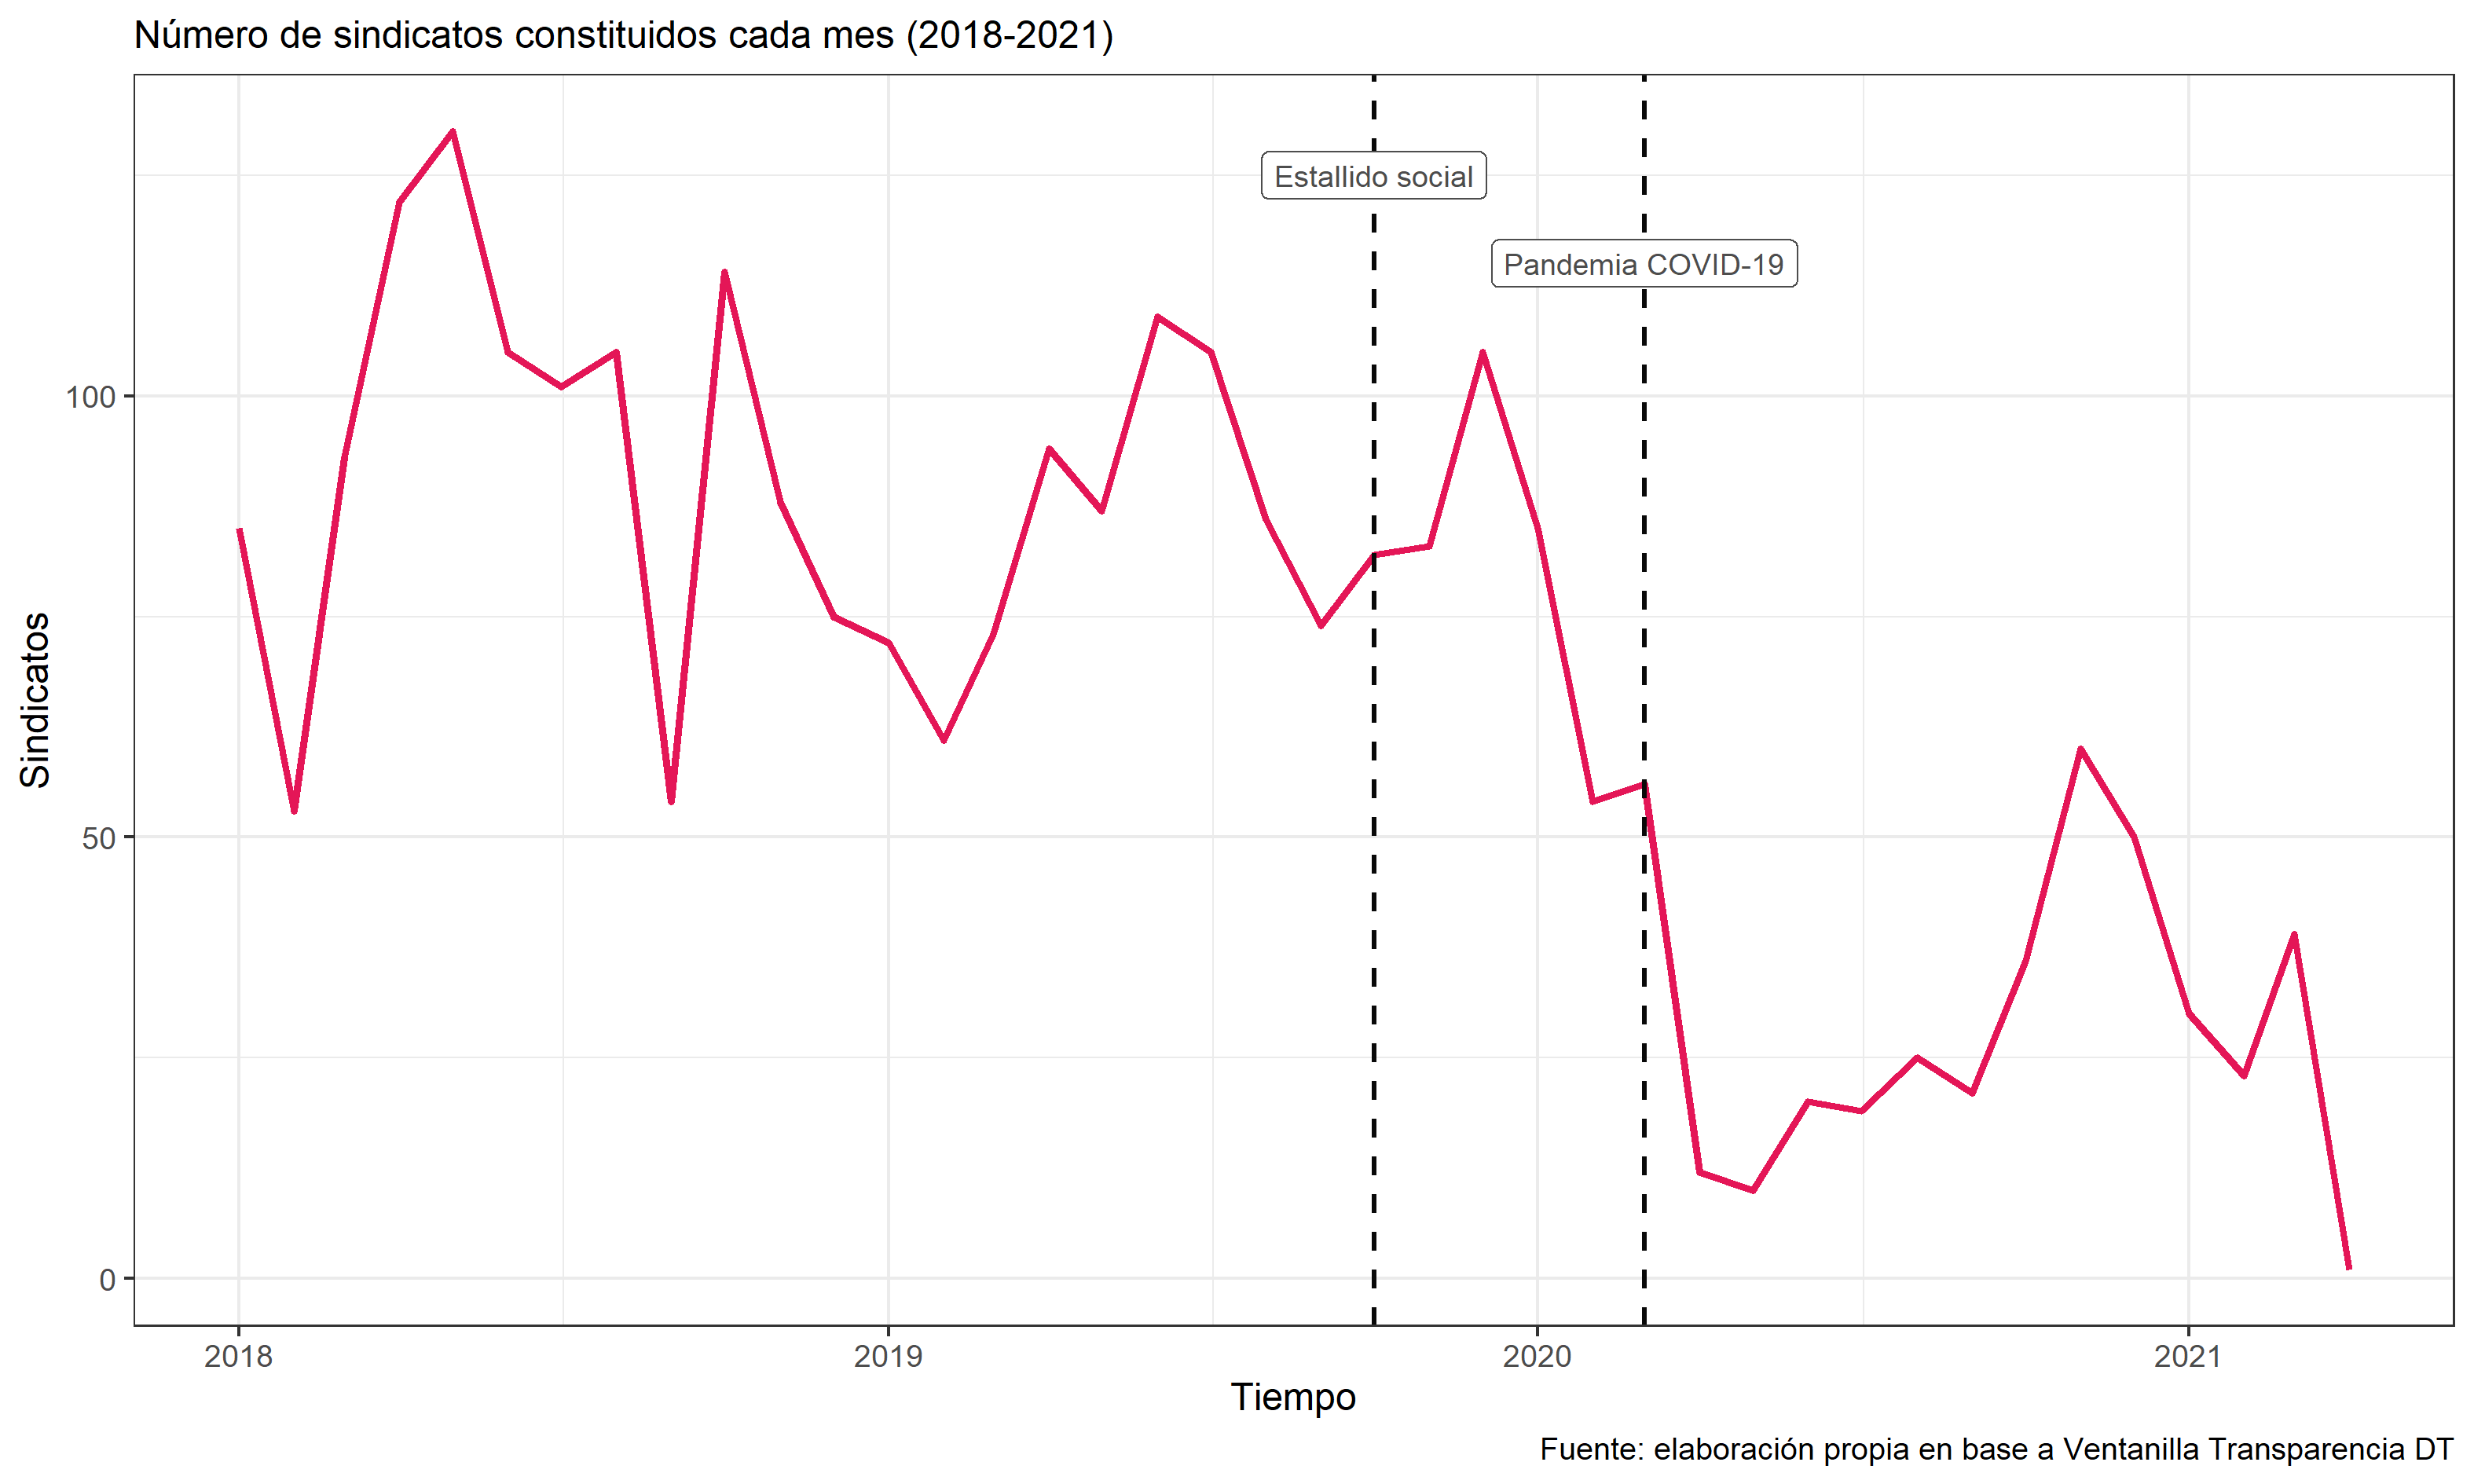 Número de sindicatos constituidos cada mes (2018-2021)
Estallido social
Pandemia COVID-19
100
50
0
Sindicatos
2018
2019
2020
2021
Tiempo
Fuente: elaboración propia en base a Ventanilla Transparencia DT